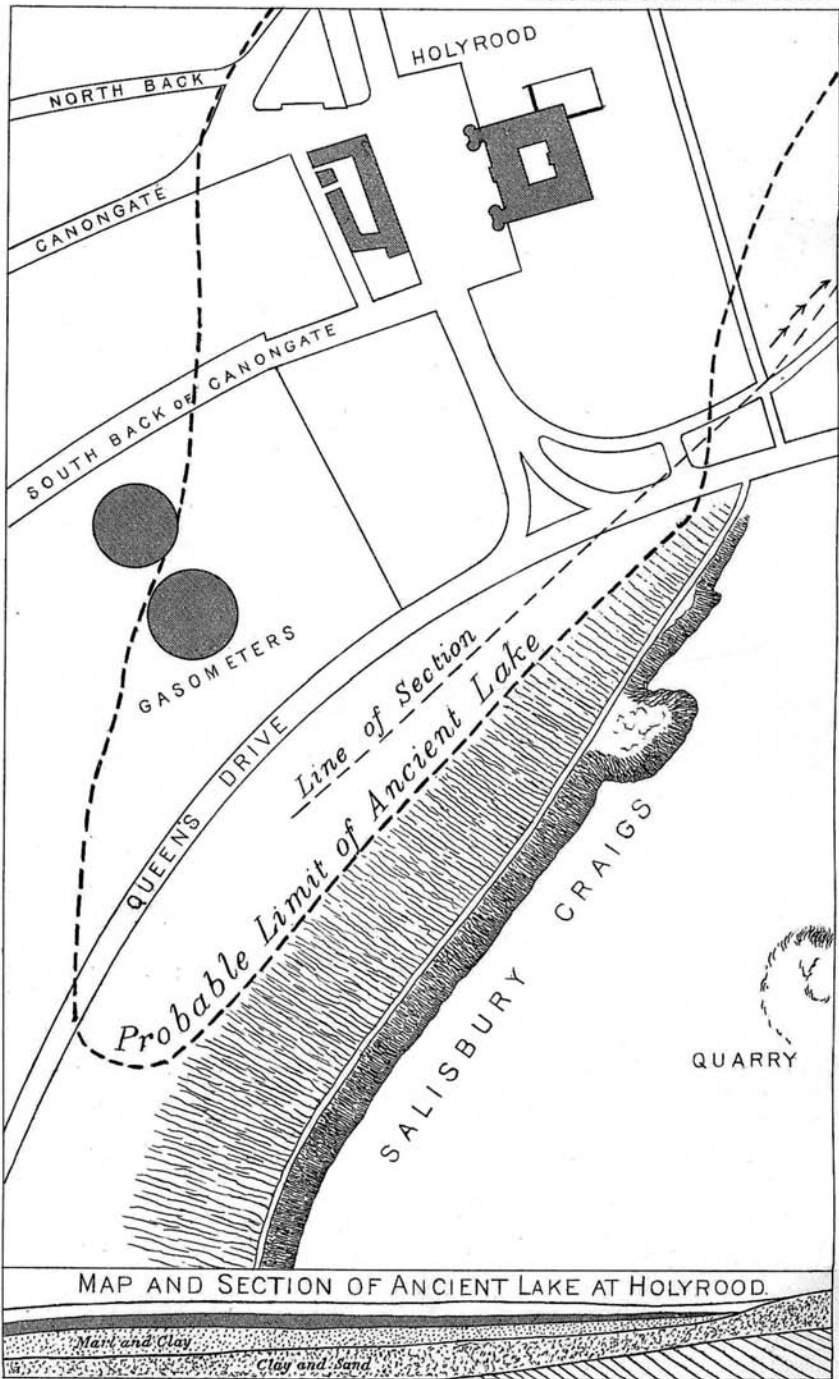 HOLYROOD
NORTH BACK
CANONGATE
SOUTH BACK OF CANONGATE
GASOMETERS
QUEEN'S DRIVE
Line of Section
Probable Limit of Ancient Lake
SALISBURY CRAIGS
QUARRY
MAP AND SECTION OF ANCIENT LAKE AT HOLYROOD.
Marl and Clay
Clay and Sand